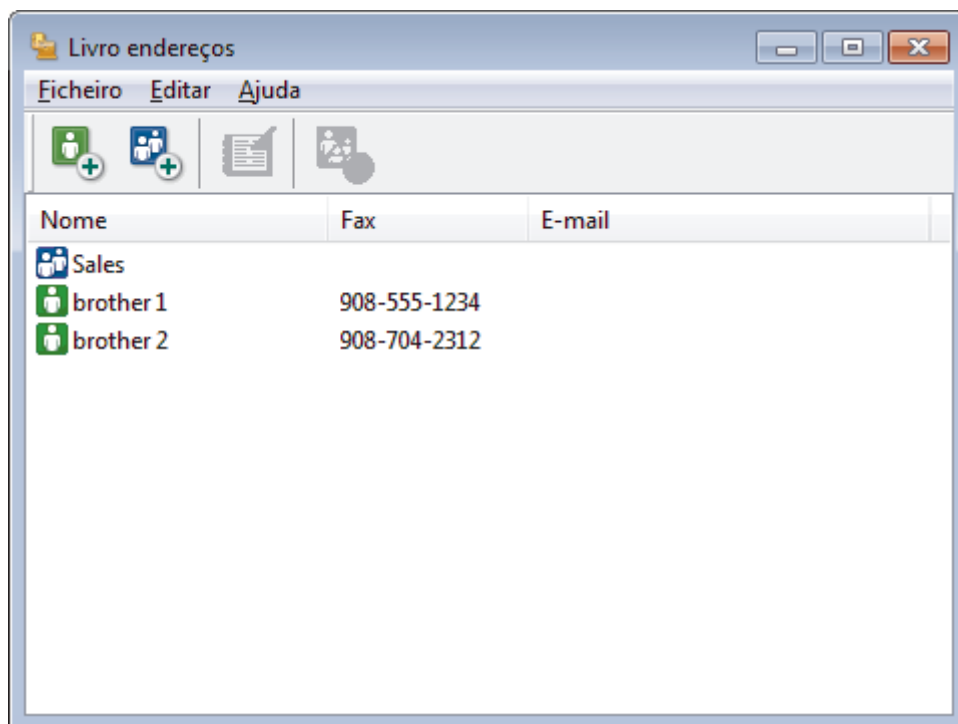 Livro endereços
Ficheiro Editar Ajuda
Nome Fax E-mail
Sales
brother 1 908-555-1234
brother 2 908-704-2312